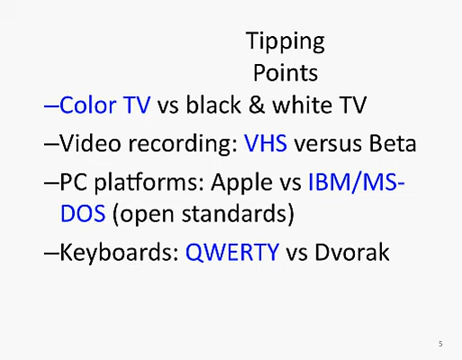 Tipping
Points
–Color TV vs black & white TV
–Video recording: VHS versus Beta
–PC platforms: Apple vs IBM/MS-
DOS (open standards)
–Keyboards: QWERTY vs Dvorak
5